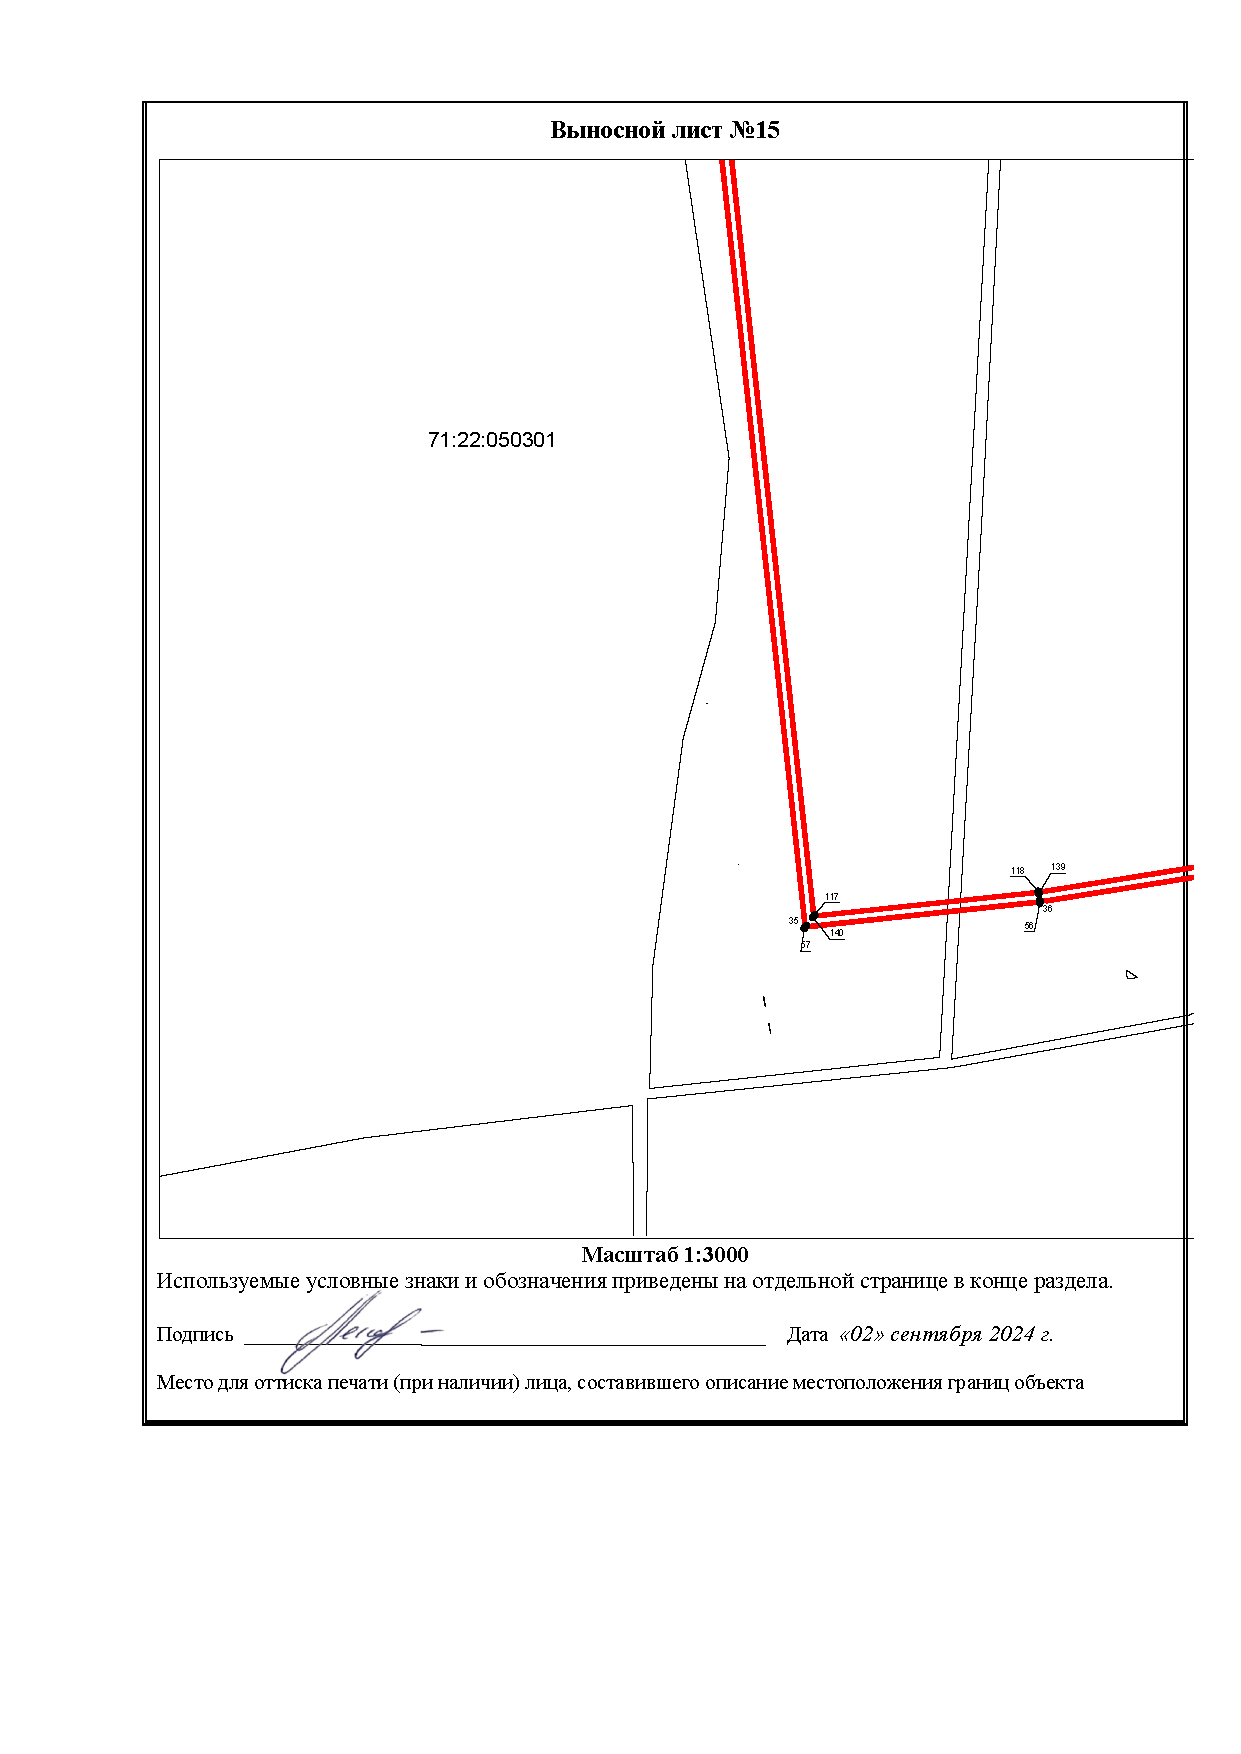 Выносной лист №15
71:22:050301
118
139
117
36
35
140
56
57
Масштаб 1:3000
Используемые условные знаки и обозначения приведены на отдельной странице в конце раздела.
Подпись Дата «02» сентября 2024 г.
Место для оттиска печати (при наличии) лица, составившего описание местоположения границ объекта